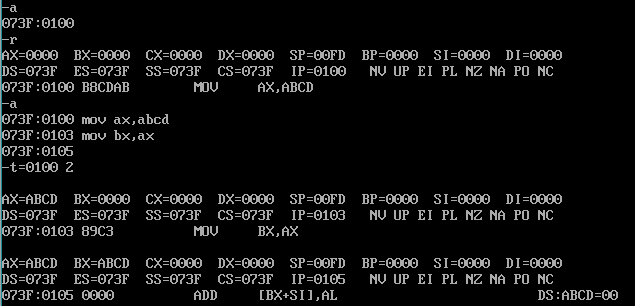 -a
073F:0100
-r
AX=0000 BX=0000 CX=0000 DX=0000 SP=00FD BP=0000 SI=0000 DI=0000
DS=073F ES=073F SS=073F CS=073F IP=0100 NV UP EI PL NZ NA PO NC
073F:0100 B8CDAB MOV AX,ABCD
-a
073F:0100 mov ax,abcd
073F:0103 mov bx,ax
073F:0105
-t=0100 2
AX=ABCD BX=0000 CX=0000 DX=0000 SP=00FD BP=0000 SI=0000 DI=0000
DS=073F ES=073F SS=073F CS=073F IP=0103 NV UP EI PL NZ NA PO NC
073F:0103 89C3 MOV BX,AX
AX=ABCD BX=ABCD CX=0000 DX=0000 SP=00FD BP=0000 SI=0000 DI=0000
DS=073F ES=073F SS=073F CS=073F IP=0105 NV UP EI PL NZ NA PO NC
073F:0105 0000 ADD [BX+SI],AL DS:ABCD=00